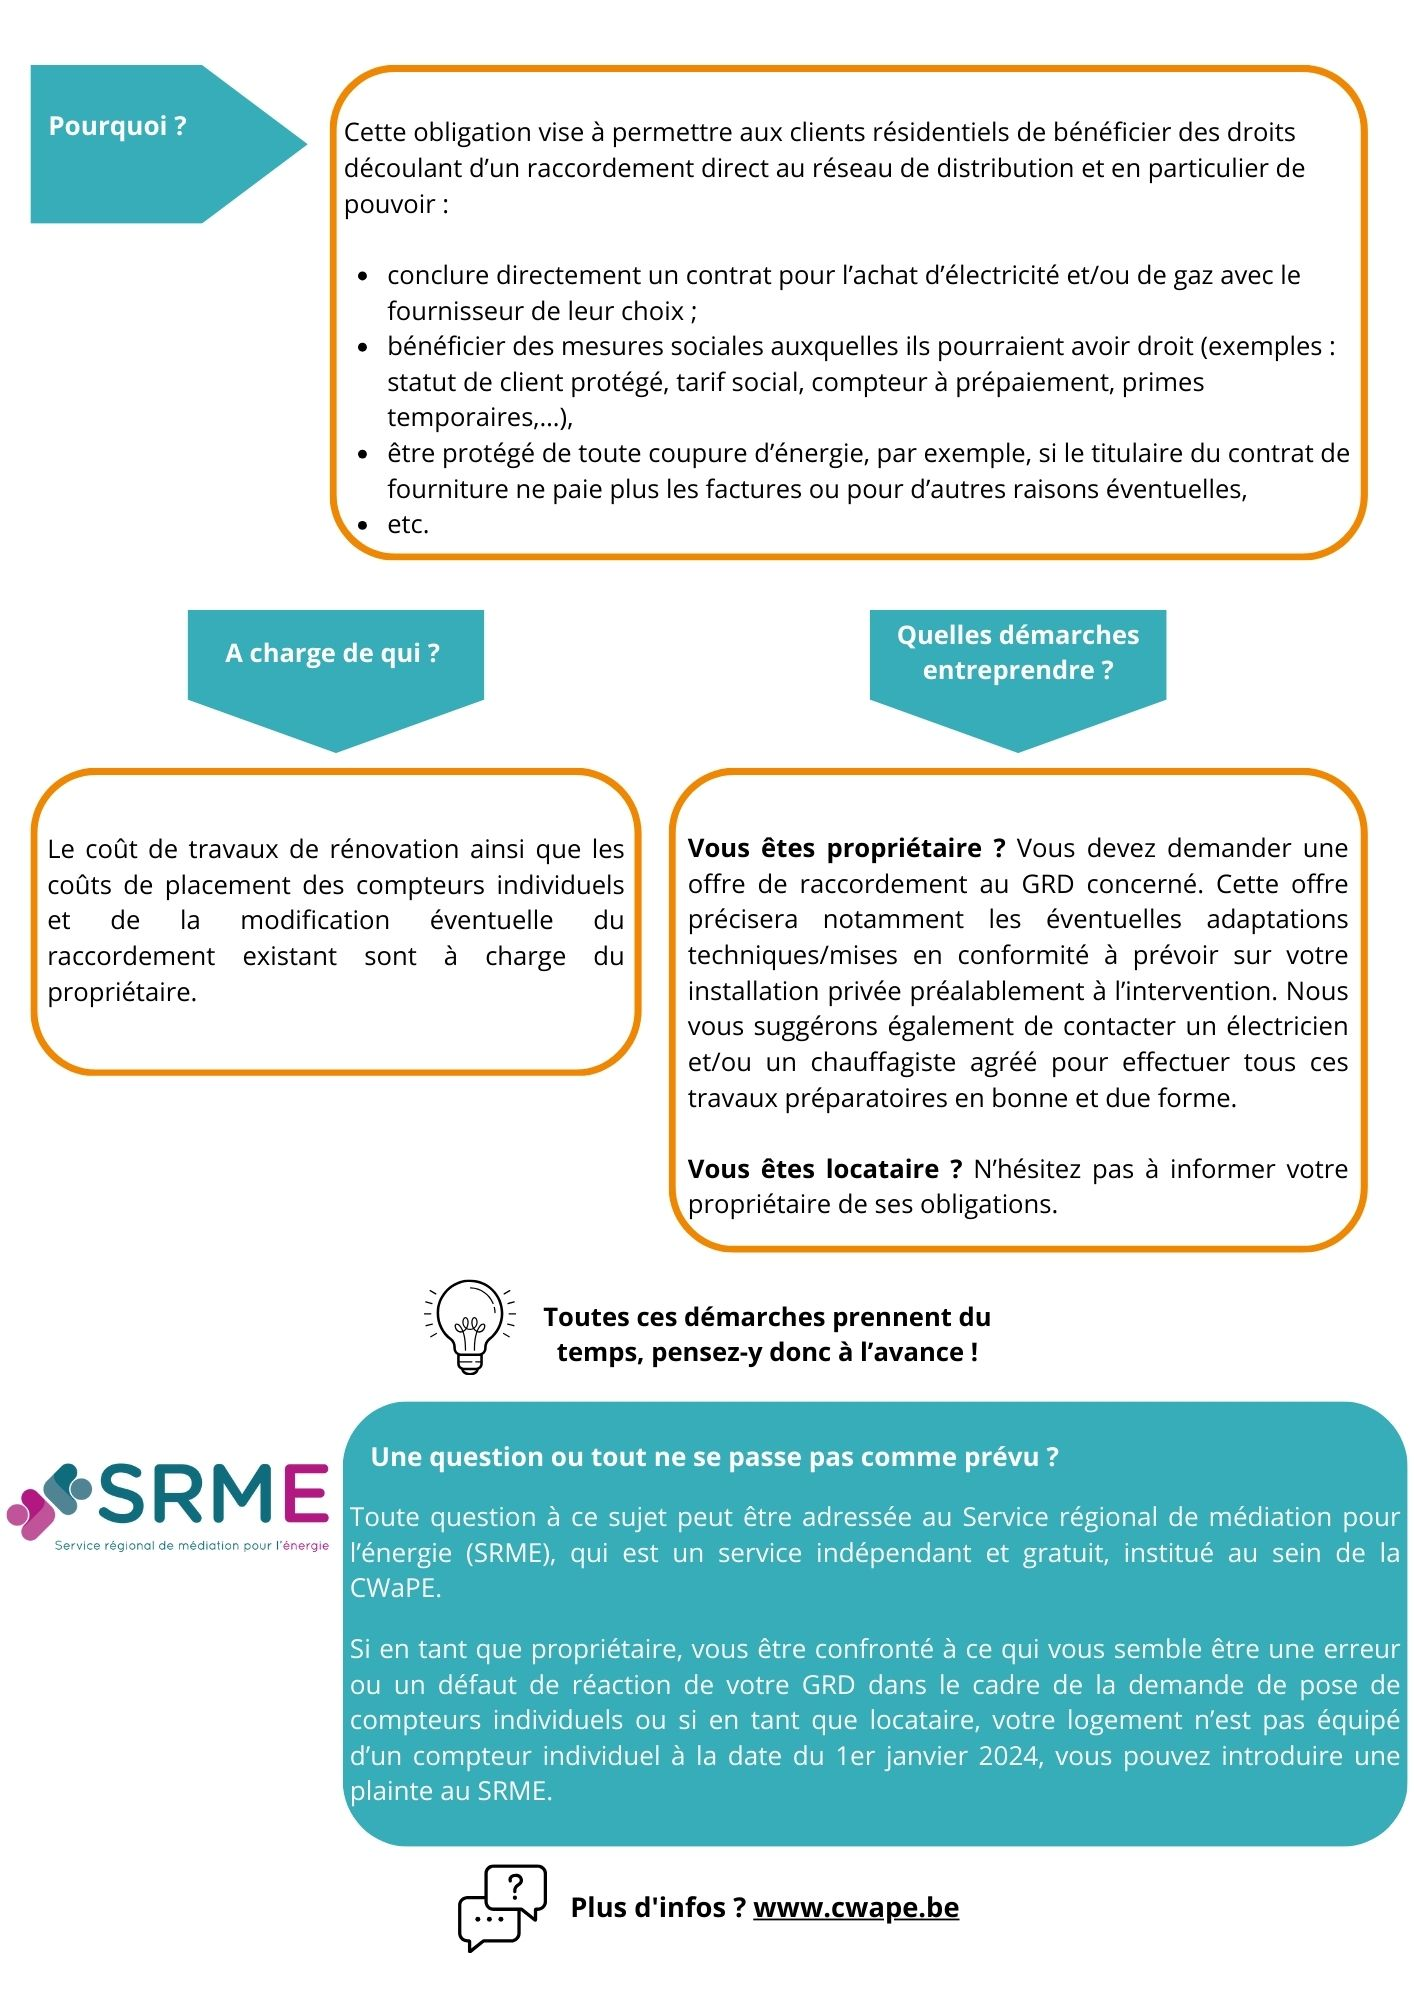 Pourquoi ?
Cette obligation vise à permettre aux clients résidentiels de bénéficier des droits
découlant d’un raccordement direct au réseau de distribution et en particulier de
pouvoir :
• conclure directement un contrat pour l’achat d’électricité et/ou de gaz avec le
fournisseur de leur choix ;
• bénéficier des mesures sociales auxquelles ils pourraient avoir droit (exemples :
statut de client protégé, tarif social, compteur à prépaiement, primes
temporaires,...),
• être protégé de toute coupure d’énergie, par exemple, si le titulaire du contrat de
fourniture ne paie plus les factures ou pour d’autres raisons éventuelles,
• etc.
A charge de qui ?
Le coût de travaux de rénovation ainsi que les
coûts de placement des compteurs individuels
et de la modification éventuelle du
raccordement existant sont à charge du
propriétaire.
Quelles démarches
entreprendre ?
Vous êtes propriétaire ? Vous devez demander une
offre de raccordement au GRD concerné. Cette offre
précisera notamment les éventuelles adaptations
techniques/mises en conformité à prévoir sur votre
installation privée préalablement à l’intervention. Nous
vous suggérons également de contacter un électricien
et/ou un chauffagiste agréé pour effectuer tous ces
travaux préparatoires en bonne et due forme.
Vous êtes locataire ? N’hésitez pas à informer votre
propriétaire de ses obligations.
Toutes ces démarches prennent du
temps, pensez-y donc à l’avance !
SRME
Service régional de médiation pour l’énergie
Une question ou tout ne se passe pas comme prévu ?
Toute question à ce sujet peut être adressée au Service régional de médiation pour
l’énergie (SRME), qui est un service indépendant et gratuit, institué au sein de la
CWaPE.
Si en tant que propriétaire, vous être confronté à ce qui vous semble être une erreur
ou un défaut de réaction de votre GRD dans le cadre de la demande de pose de
compteurs individuels ou si en tant que locataire, votre logement n’est pas équipé
d’un compteur individuel à la date du 1er janvier 2024, vous pouvez introduire une
plainte au SRME.
?
Plus d'infos ? www.cwape.be